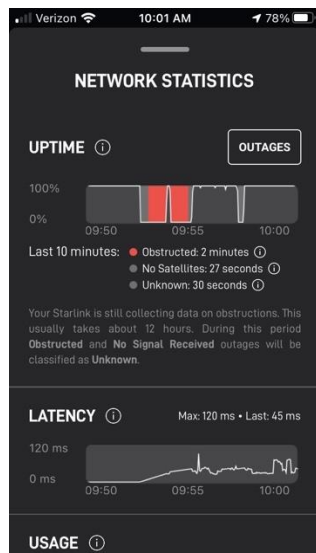 Verizon 10:01 AM 78%
NETWORK STATISTICS
UPTIME OUTAGES
100%
0%
09:50 09:55 10:00
Last 10 minutes: Obstructed: 2 minutes
No Satellites: 27 seconds
Unknown: 30 seconds
Your Starlink is still collecting data on obstructions. This
usually takes about 12 hours. During this period
Obstructed and No Signal Received outages will be
classified as Unknown.
LATENCY Max: 120 ms • Last: 45 ms
120 ms
0 ms
09:50 09:55 10:00
USAGE